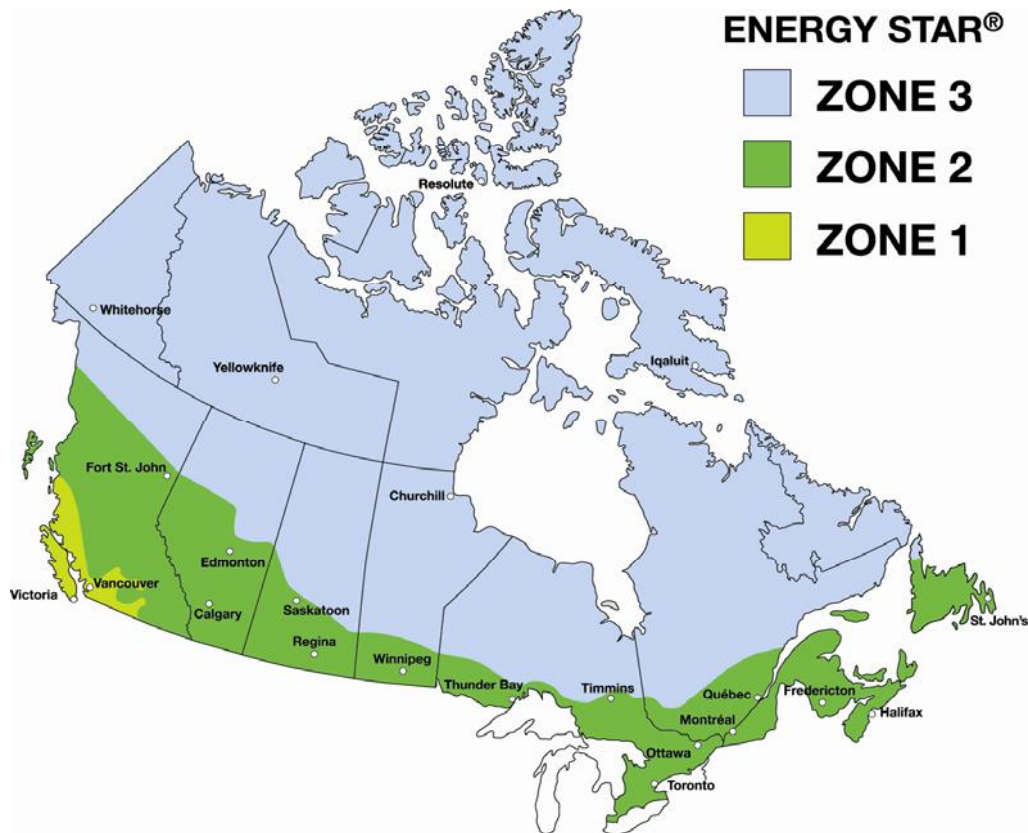 ENERGY STAR®
ZONE 3
ZONE 2
ZONE 1
Resolute
Whitehorse
Yellowknife
Iqaluit
Fort St. John
Churchill
Edmonton
Vancouver
Victoria
Calgary
Saskatoon
Regina
Winnipeg
Thunder Bay
Timmins
Québec
Fredericton
St. John's
Halifax
Montréal
Ottawa
Toronto